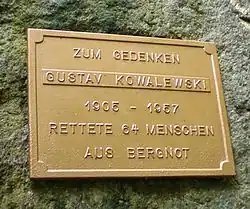 ZUM GEDENKEN
GUSTAV KOWALEWSKI
1905 - 1957
RETTETE 64 MENSCHEN
AUS BERGNOT